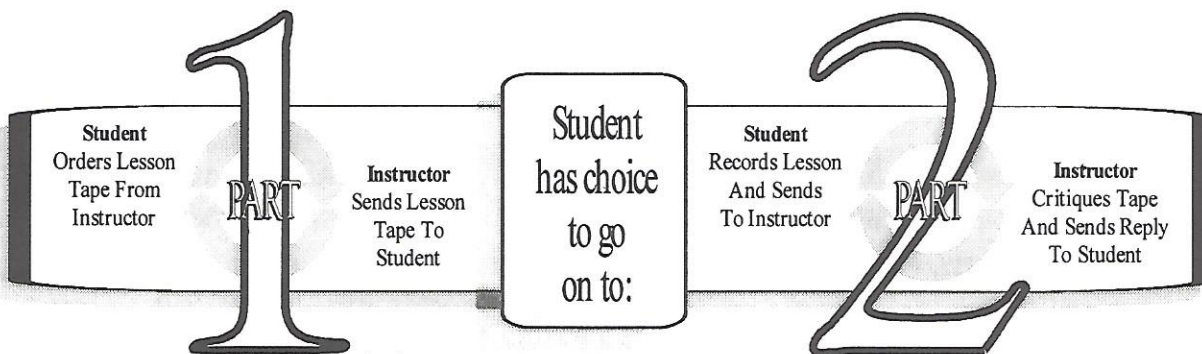 1
PART
Student
Orders Lesson
Tape From
Instructor
Instructor
Sends Lesson
Tape To
Student
Student
has choice
to go
on to:
2
PART
Student
Records Lesson
And Sends
To Instructor
Instructor
Critiques Tape
And Sends Reply
To Student